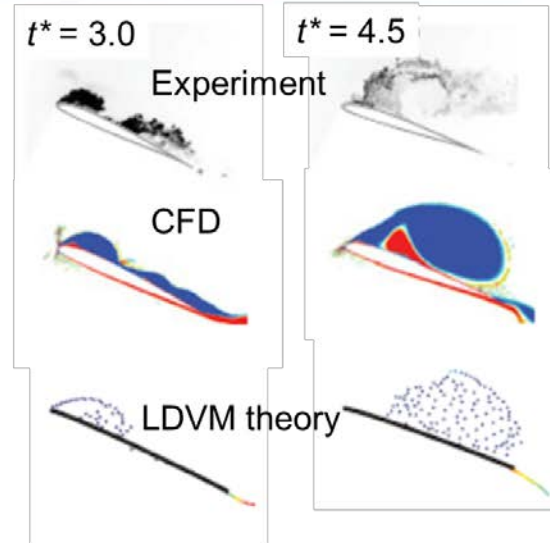 t* = 3.0
t* = 4.5
Experiment
CFD
LDVM theory